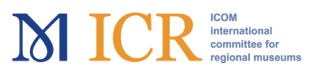 M ICR
ICOM
international
committee for
regional museums